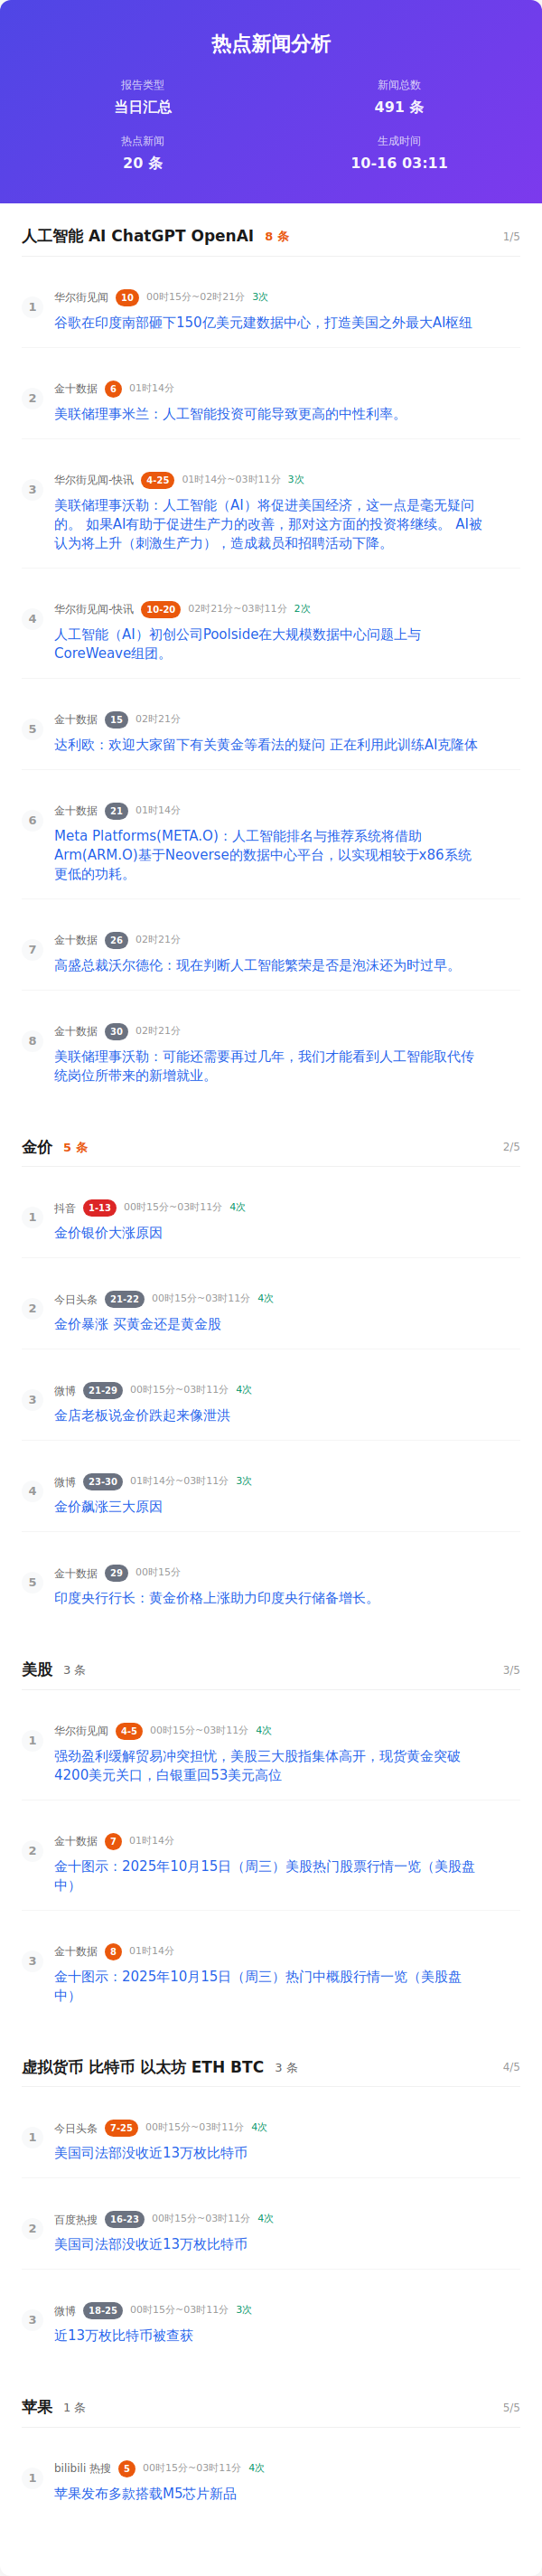 热点新闻分析
报告类型
当日汇总
新闻总数
491 条
热点新闻
20 条
生成时间
10-16 03:11
人工智能 AI ChatGPT OpenAI 8 条 1/5
1 华尔街见闻 10 00时15分~02时21分 3次
谷歌在印度南部砸下150亿美元建数据中心，打造美国之外最大AI枢纽
2 金十数据 6 01时14分
美联储理事米兰：人工智能投资可能导致更高的中性利率。
3 华尔街见闻-快讯 4-25 01时14分~03时11分 3次
美联储理事沃勒：人工智能（AI）将促进美国经济，这一点是毫无疑问
的。 如果AI有助于促进生产力的改善，那对这方面的投资将继续。 AI被
认为将上升（刺激生产力），造成裁员和招聘活动下降。
4 华尔街见闻-快讯 10-20 02时21分~03时11分 2次
人工智能（AI）初创公司Poolside在大规模数据中心问题上与
CoreWeave组团。
5 金十数据 15 02时21分
达利欧：欢迎大家留下有关黄金等看法的疑问 正在利用此训练AI克隆体
6 金十数据 21 01时14分
Meta Platforms(META.O)：人工智能排名与推荐系统将借助
Arm(ARM.O)基于Neoverse的数据中心平台，以实现相较于x86系统
更低的功耗。
7 金十数据 26 02时21分
高盛总裁沃尔德伦：现在判断人工智能繁荣是否是泡沫还为时过早。
8 金十数据 30 02时21分
美联储理事沃勒：可能还需要再过几年，我们才能看到人工智能取代传
统岗位所带来的新增就业。
金价 5 条 2/5
1 抖音 1-13 00时15分~03时11分 4次
金价银价大涨原因
2 今日头条 21-22 00时15分~03时11分 4次
金价暴涨 买黄金还是黄金股
3 微博 21-29 00时15分~03时11分 4次
金店老板说金价跌起来像泄洪
4 微博 23-30 01时14分~03时11分 3次
金价飙涨三大原因
5 金十数据 29 00时15分
印度央行行长：黄金价格上涨助力印度央行储备增长。
美股 3 条 3/5
1 华尔街见闻 4-5 00时15分~03时11分 4次
强劲盈利缓解贸易冲突担忧，美股三大股指集体高开，现货黄金突破
4200美元关口，白银重回53美元高位
2 金十数据 7 01时14分
金十图示：2025年10月15日（周三）美股热门股票行情一览（美股盘
中）
3 金十数据 8 01时14分
金十图示：2025年10月15日（周三）热门中概股行情一览（美股盘
中）
虚拟货币 比特币 以太坊 ETH BTC 3 条 4/5
1 今日头条 7-25 00时15分~03时11分 4次
美国司法部没收近13万枚比特币
2 百度热搜 16-23 00时15分~03时11分 4次
美国司法部没收近13万枚比特币
3 微博 18-25 00时15分~03时11分 3次
近13万枚比特币被查获
苹果 1 条 5/5
1 bilibili 热搜 5 00时15分~03时11分 4次
苹果发布多款搭载M5芯片新品